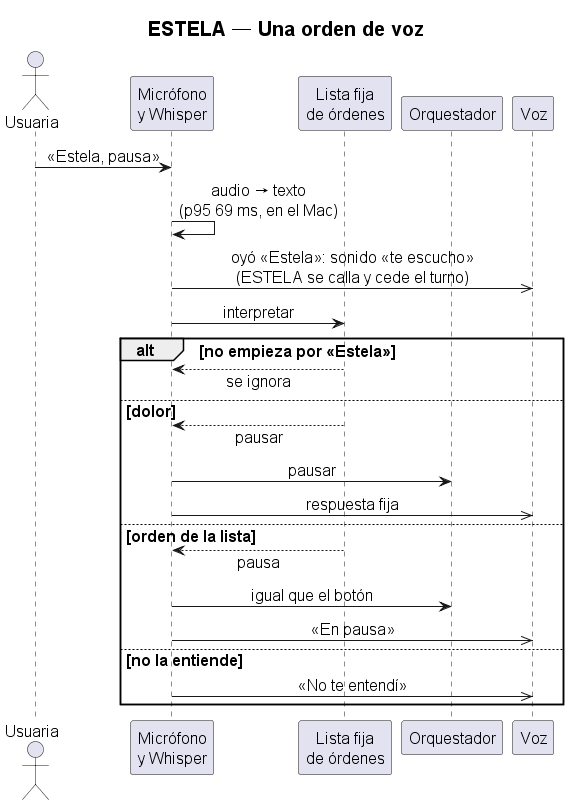 ESTELA — Una orden de voz
Usuaria
Micrófono
y Whisper
Lista fija
de órdenes
Orquestador
Voz
«Estela, pausa»
audio → texto
(p95 69 ms, en el Mac)
oyó «Estela»: sonido «te escucho»
(ESTELA se calla y cede el turno)
interpretar
alt
[no empieza por «Estela»]
se ignora
[dolor]
pausar
pausar
respuesta fija
[orden de la lista]
pausa
igual que el botón
«En pausa»
[no la entiende]
«No te entendí»
Usuaria
Micrófono
y Whisper
Lista fija
de órdenes
Orquestador
Voz